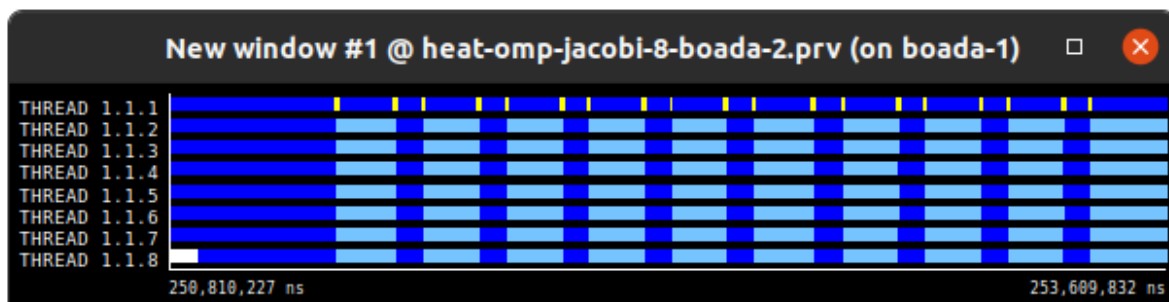 New window #1 @ heat-omp-jacobi-8-boada-2.prv (on boada-1)
THREAD 1.1.1
THREAD 1.1.2
THREAD 1.1.3
THREAD 1.1.4
THREAD 1.1.5
THREAD 1.1.6
THREAD 1.1.7
THREAD 1.1.8
250,810,227 ns 253,609,832 ns